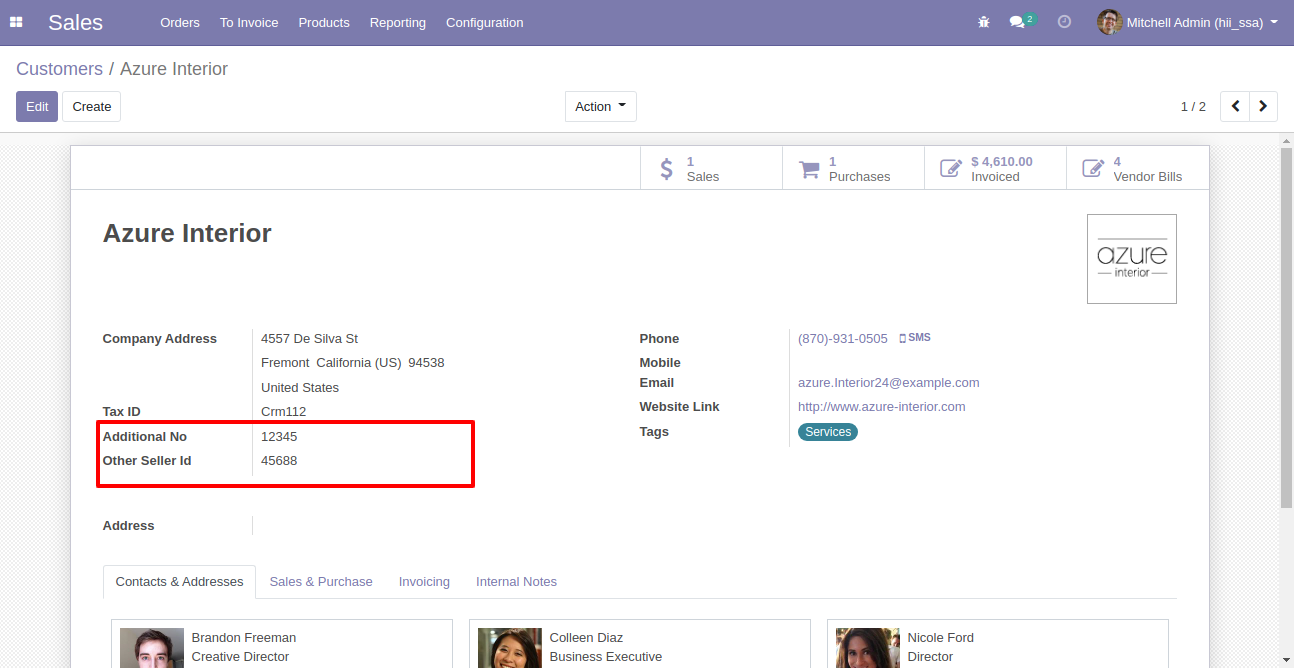 Sales Orders To Invoice Products Reporting Configuration 2 Mitchell Admin (hii_ssa)
Customers / Azure Interior
Edit Create Action 1 / 2
1 Sales
1 Purchases
$ 4,610.00 Invoiced
4 Vendor Bills
Azure Interior
azure
interior
Company Address 4557 De Silva St
Fremont California (US) 94538
United States
Tax ID Crm112
Additional No 12345
Other Seller Id 45688
Address
Phone (870)-931-0505 SMS
Mobile
Email azure.Interior24@example.com
Website Link http://www.azure-interior.com
Tags Services
Contacts & Addresses Sales & Purchase Invoicing Internal Notes
Brandon Freeman
Creative Director
Colleen Diaz
Business Executive
Nicole Ford
Director